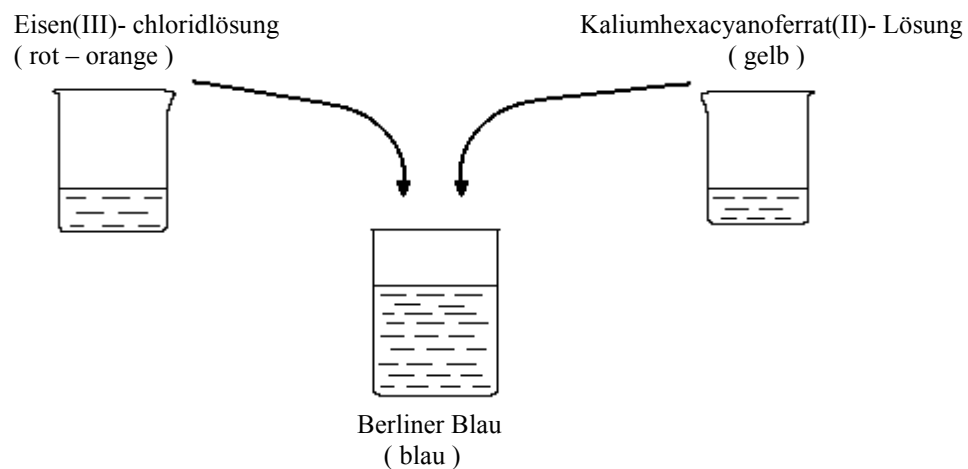 Eisen(III)- chloridlösung
( rot – orange )
Kaliumhexacyanoferrat(II)- Lösung
( gelb )
Berliner Blau
( blau )